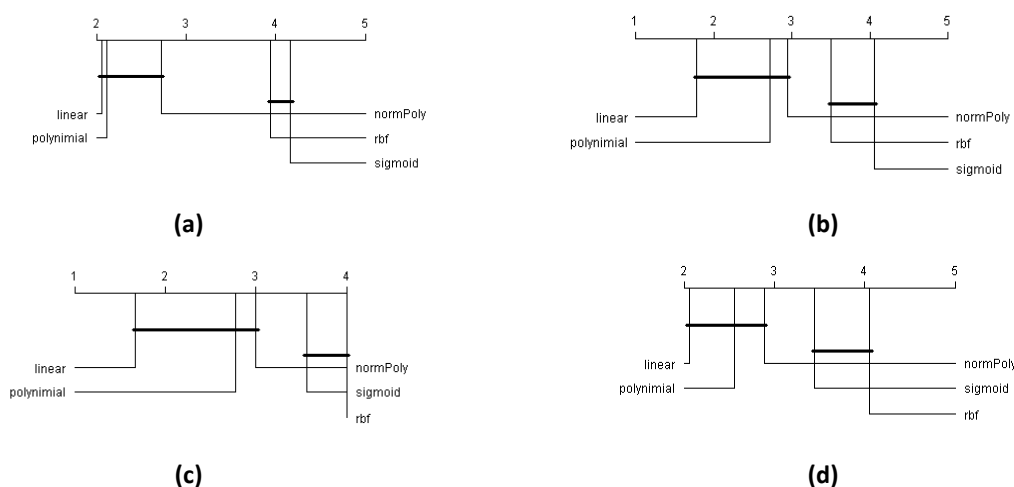 2 3 4 5
linear normPoly
polynimial rbf
sigmoid
(a)
1 2 3 4 5
linear normPoly
polynimial rbf
sigmoid
(b)
1 2 3 4
linear normPoly
polynimial sigmoid
rbf
(c)
2 3 4 5
linear normPoly
polynimial sigmoid
rbf
(d)